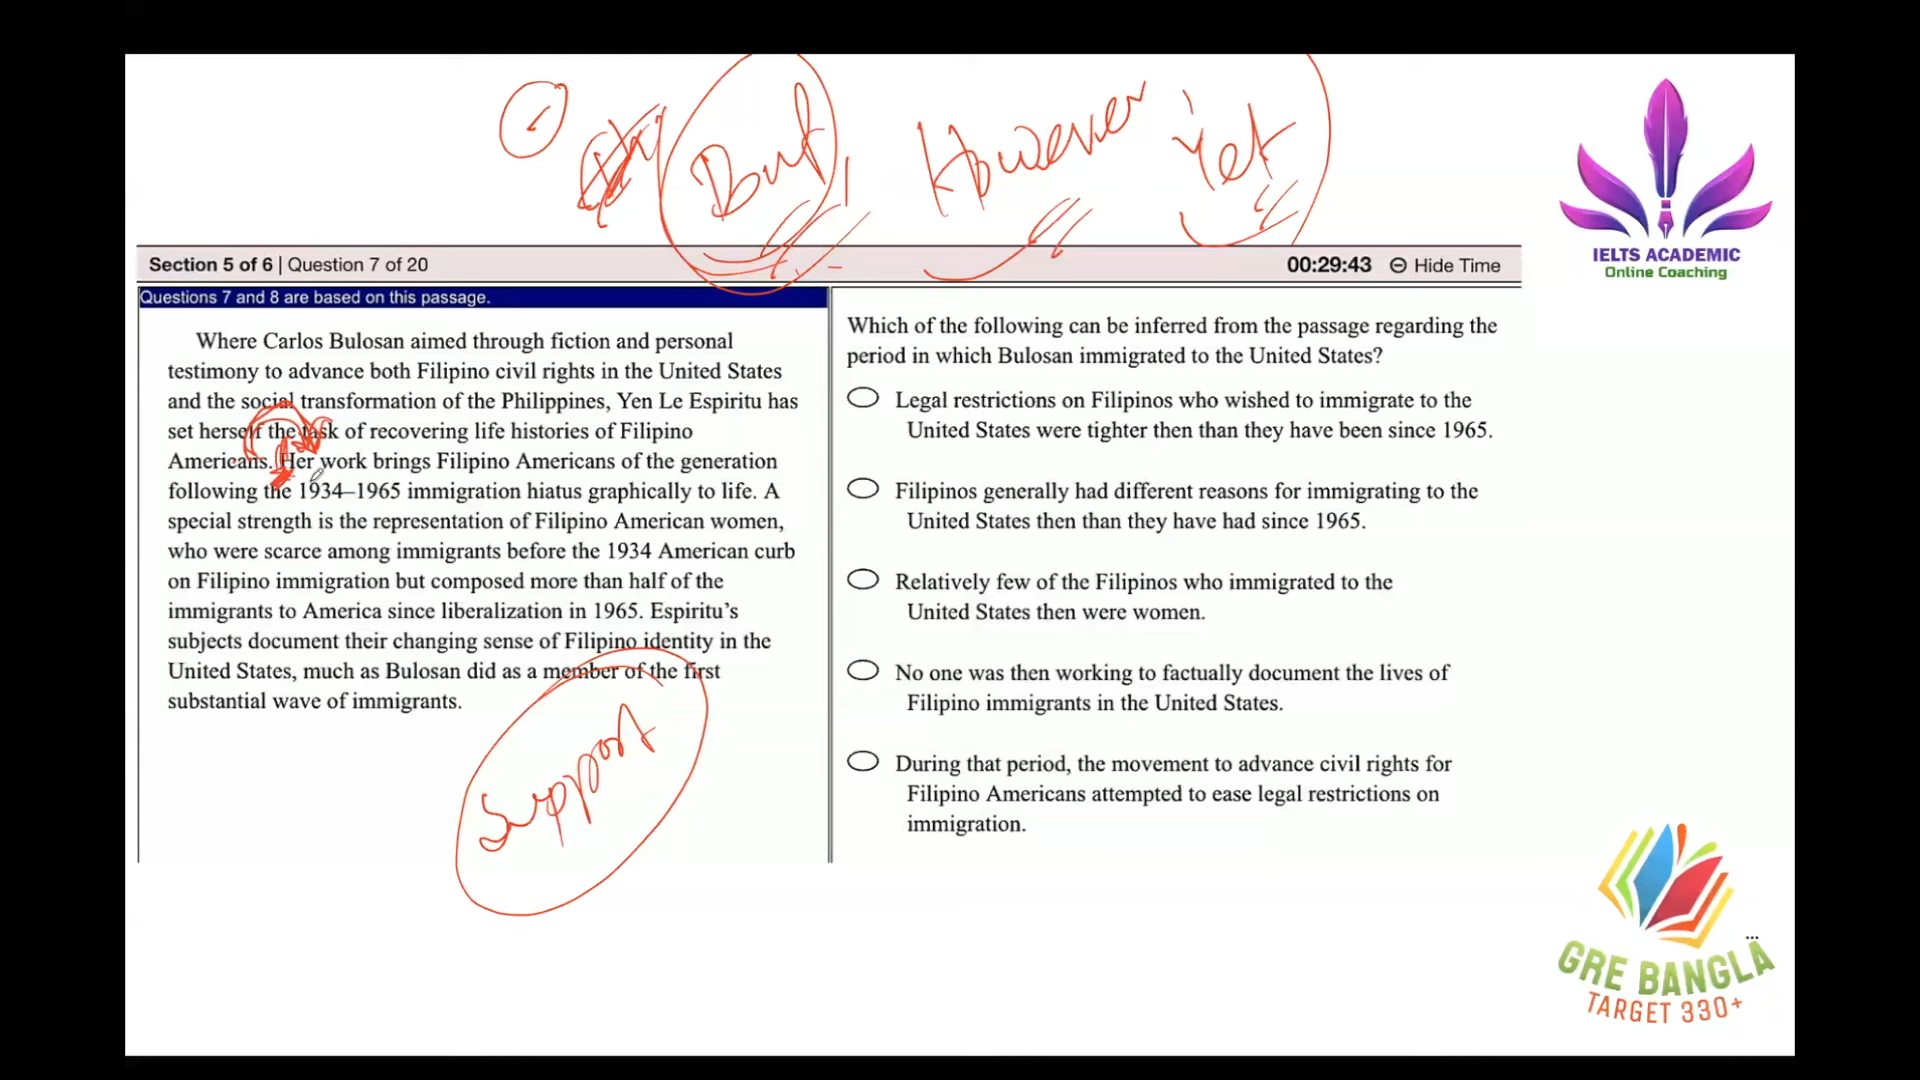 But, However Yet
IELTS ACADEMIC
Online Coaching
Section 5 of 6 | Question 7 of 20
00:29:43 Hide Time
Questions 7 and 8 are based on this passage.
Where Carlos Bulosan aimed through fiction and personal
testimony to advance both Filipino civil rights in the United States
and the social transformation of the Philippines, Yen Le Espiritu has
set herself the task of recovering life histories of Filipino
Americans. Her work brings Filipino Americans of the generation
following the 1934–1965 immigration hiatus graphically to life. A
special strength is the representation of Filipino American women,
who were scarce among immigrants before the 1934 American curb
on Filipino immigration but composed more than half of the
immigrants to America since liberalization in 1965. Espiritu's
subjects document their changing sense of Filipino identity in the
United States, much as Bulosan did as a member of the first
substantial wave of immigrants.
Support
Which of the following can be inferred from the passage regarding the
period in which Bulosan immigrated to the United States?
Legal restrictions on Filipinos who wished to immigrate to the
United States were tighter then than they have been since 1965.
Filipinos generally had different reasons for immigrating to the
United States then than they have had since 1965.
Relatively few of the Filipinos who immigrated to the
United States then were women.
No one was then working to factually document the lives of
Filipino immigrants in the United States.
During that period, the movement to advance civil rights for
Filipino Americans attempted to ease legal restrictions on
immigration.
...
GRE BANGLA
TARGET 330+